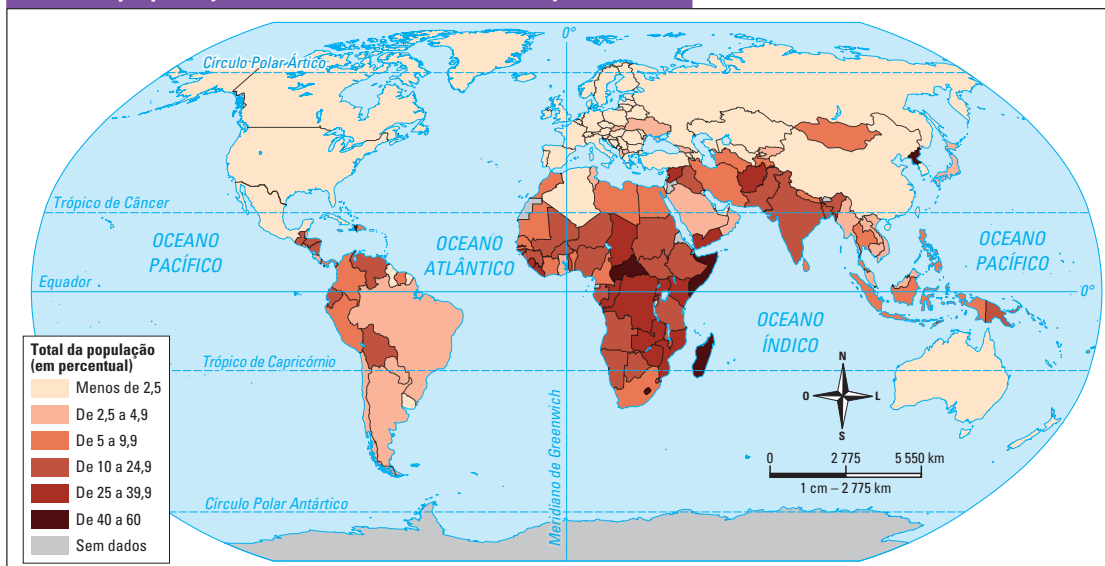 0°
Círculo Polar Ártico
Trópico de Câncer
OCEANO
PACÍFICO
OCEANO
ATLÂNTICO
OCEANO
PACÍFICO
Equador
0°
OCEANO
ÍNDICO
Trópico de Capricórnio
Meridiano de Greenwich
Círculo Polar Antártico
Total da população
(em percentual)
Menos de 2,5
De 2,5 a 4,9
De 5 a 9,9
De 10 a 24,9
De 25 a 39,9
De 40 a 60
Sem dados
N
O
L
S
0 2 775 5 550 km
1 cm – 2 775 km